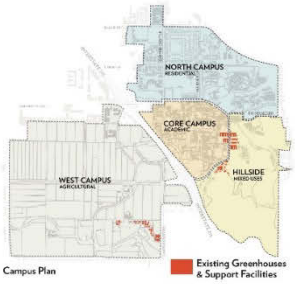 NORTH CAMPUS
RESIDENTIAL
CORE CAMPUS
ACADEMIC
WEST CAMPUS
AGRICULTURAL
HILLSIDE
MIXED USES
Campus Plan
Existing Greenhouses
& Support Facilities